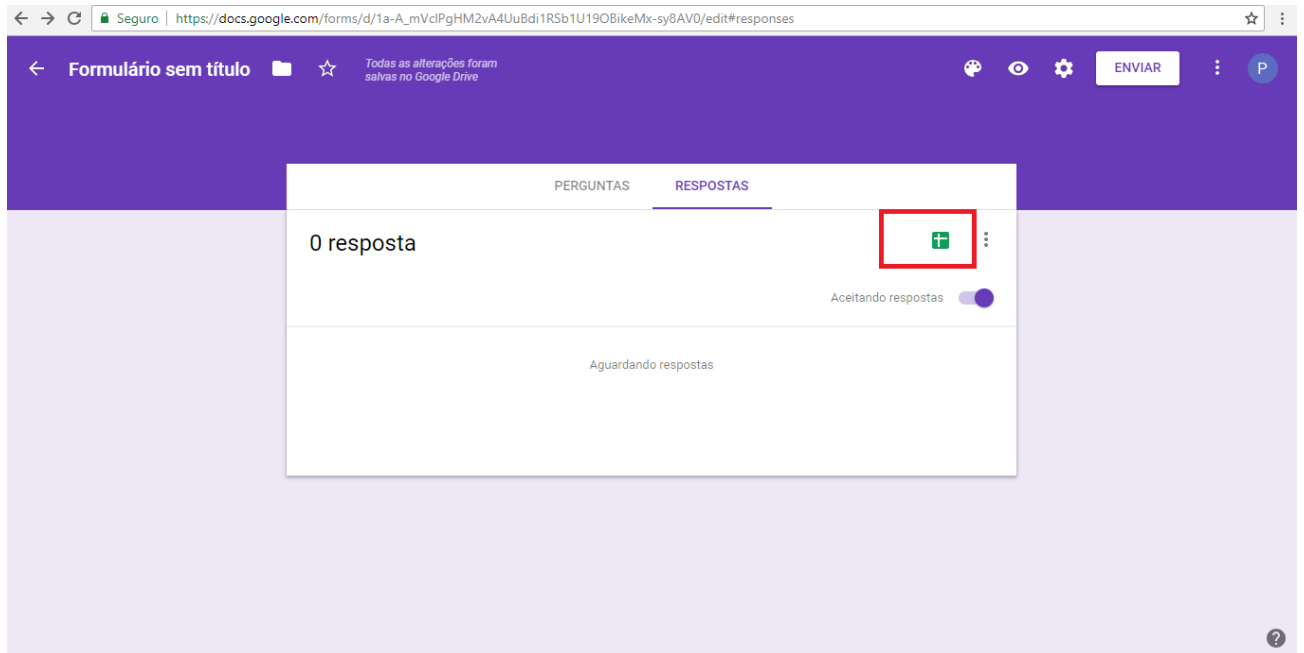 Seguro | https://docs.google.com/forms/d/1a-A_mVclPgHM2vA4UuBdi1RSb1U19OBikeMx-sy8AV0/edit#responses
Formulário sem título
Todas as alterações foram
salvas no Google Drive
ENVIAR
P
PERGUNTAS
RESPOSTAS
0 resposta
Aceitando respostas
Aguardando respostas
?